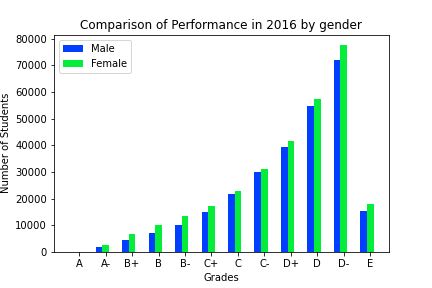 Comparison of Performance in 2016 by gender
Male
Female
Number of Students
80000
70000
60000
50000
40000
30000
20000
10000
0
A A- B+ B B- C+ C C- D+ D D- E
Grades